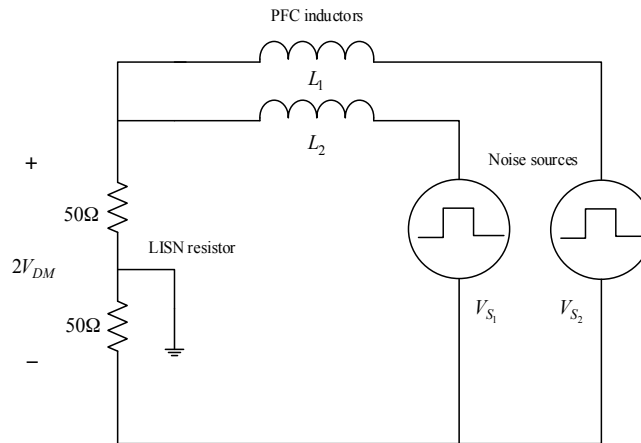 PFC inductors
L1
L2
Noise sources
+
50Ω
LISN resistor
2VDM
50Ω
−
VS1
VS2